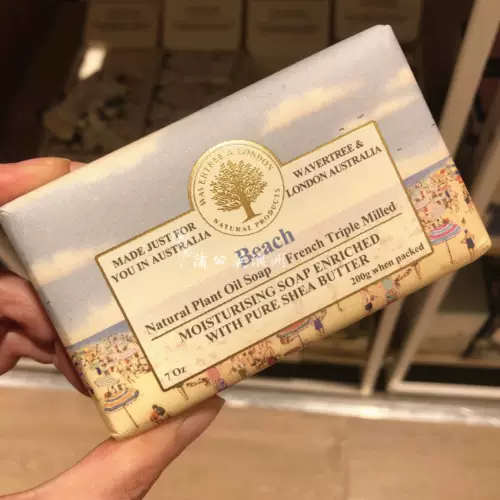 WAVERTREE & LONDON
NATURAL PRODUCTS
MADE JUST FOR
YOU IN AUSTRALIA
WAVERTREE &
LONDON AUSTRALIA
Beach
Natural Plant Oil Soap French Triple Milled
MOISTURISING SOAP ENRICHED
WITH PURE SHEA BUTTER
7 Oz
200g when packed